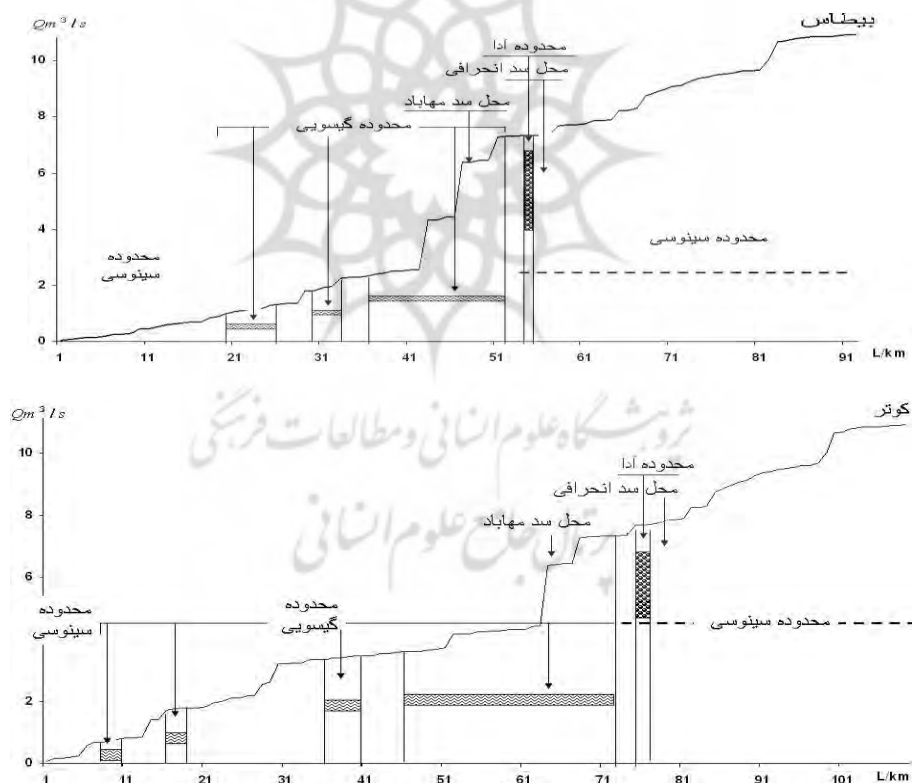 Qm³/s
بیطاس
10
محدوده آدا
محل سد انحرافی
محل سد مهاباد
8
محدوده گیسویی
6
4
محدوده سینوسی
محدوده
سینوسی
2
0
1 11 21 31 41 51 61 71 81 91 L/km
Qm³/s
کوتر
پژوهشگاه علوم انسانی و مطالعات فرهنگی
10
محدوده آدا
محل سد انحرافی
محل سد مهاباد
پرتال جامع علوم انسانی
8
6
محدوده
سینوسی
محدوده
گیسویی
محدوده سینوسی
2
0
1 11 21 31 41 51 61 71 81 91 101 L/km